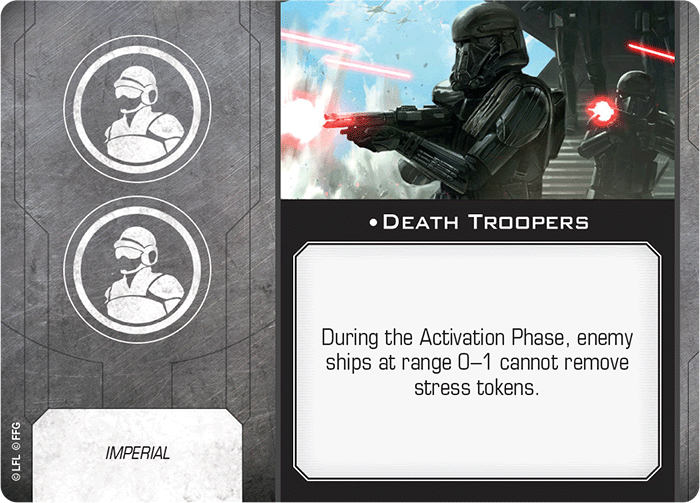 •DEATH TROOPERS
During the Activation Phase, enemy
ships at range 0–1 cannot remove
stress tokens.
IMPERIAL
© LFL © FFG